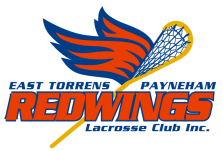 EAST TORRENS PAYNEHAM
REDWINGS
Lacrosse Club Inc.